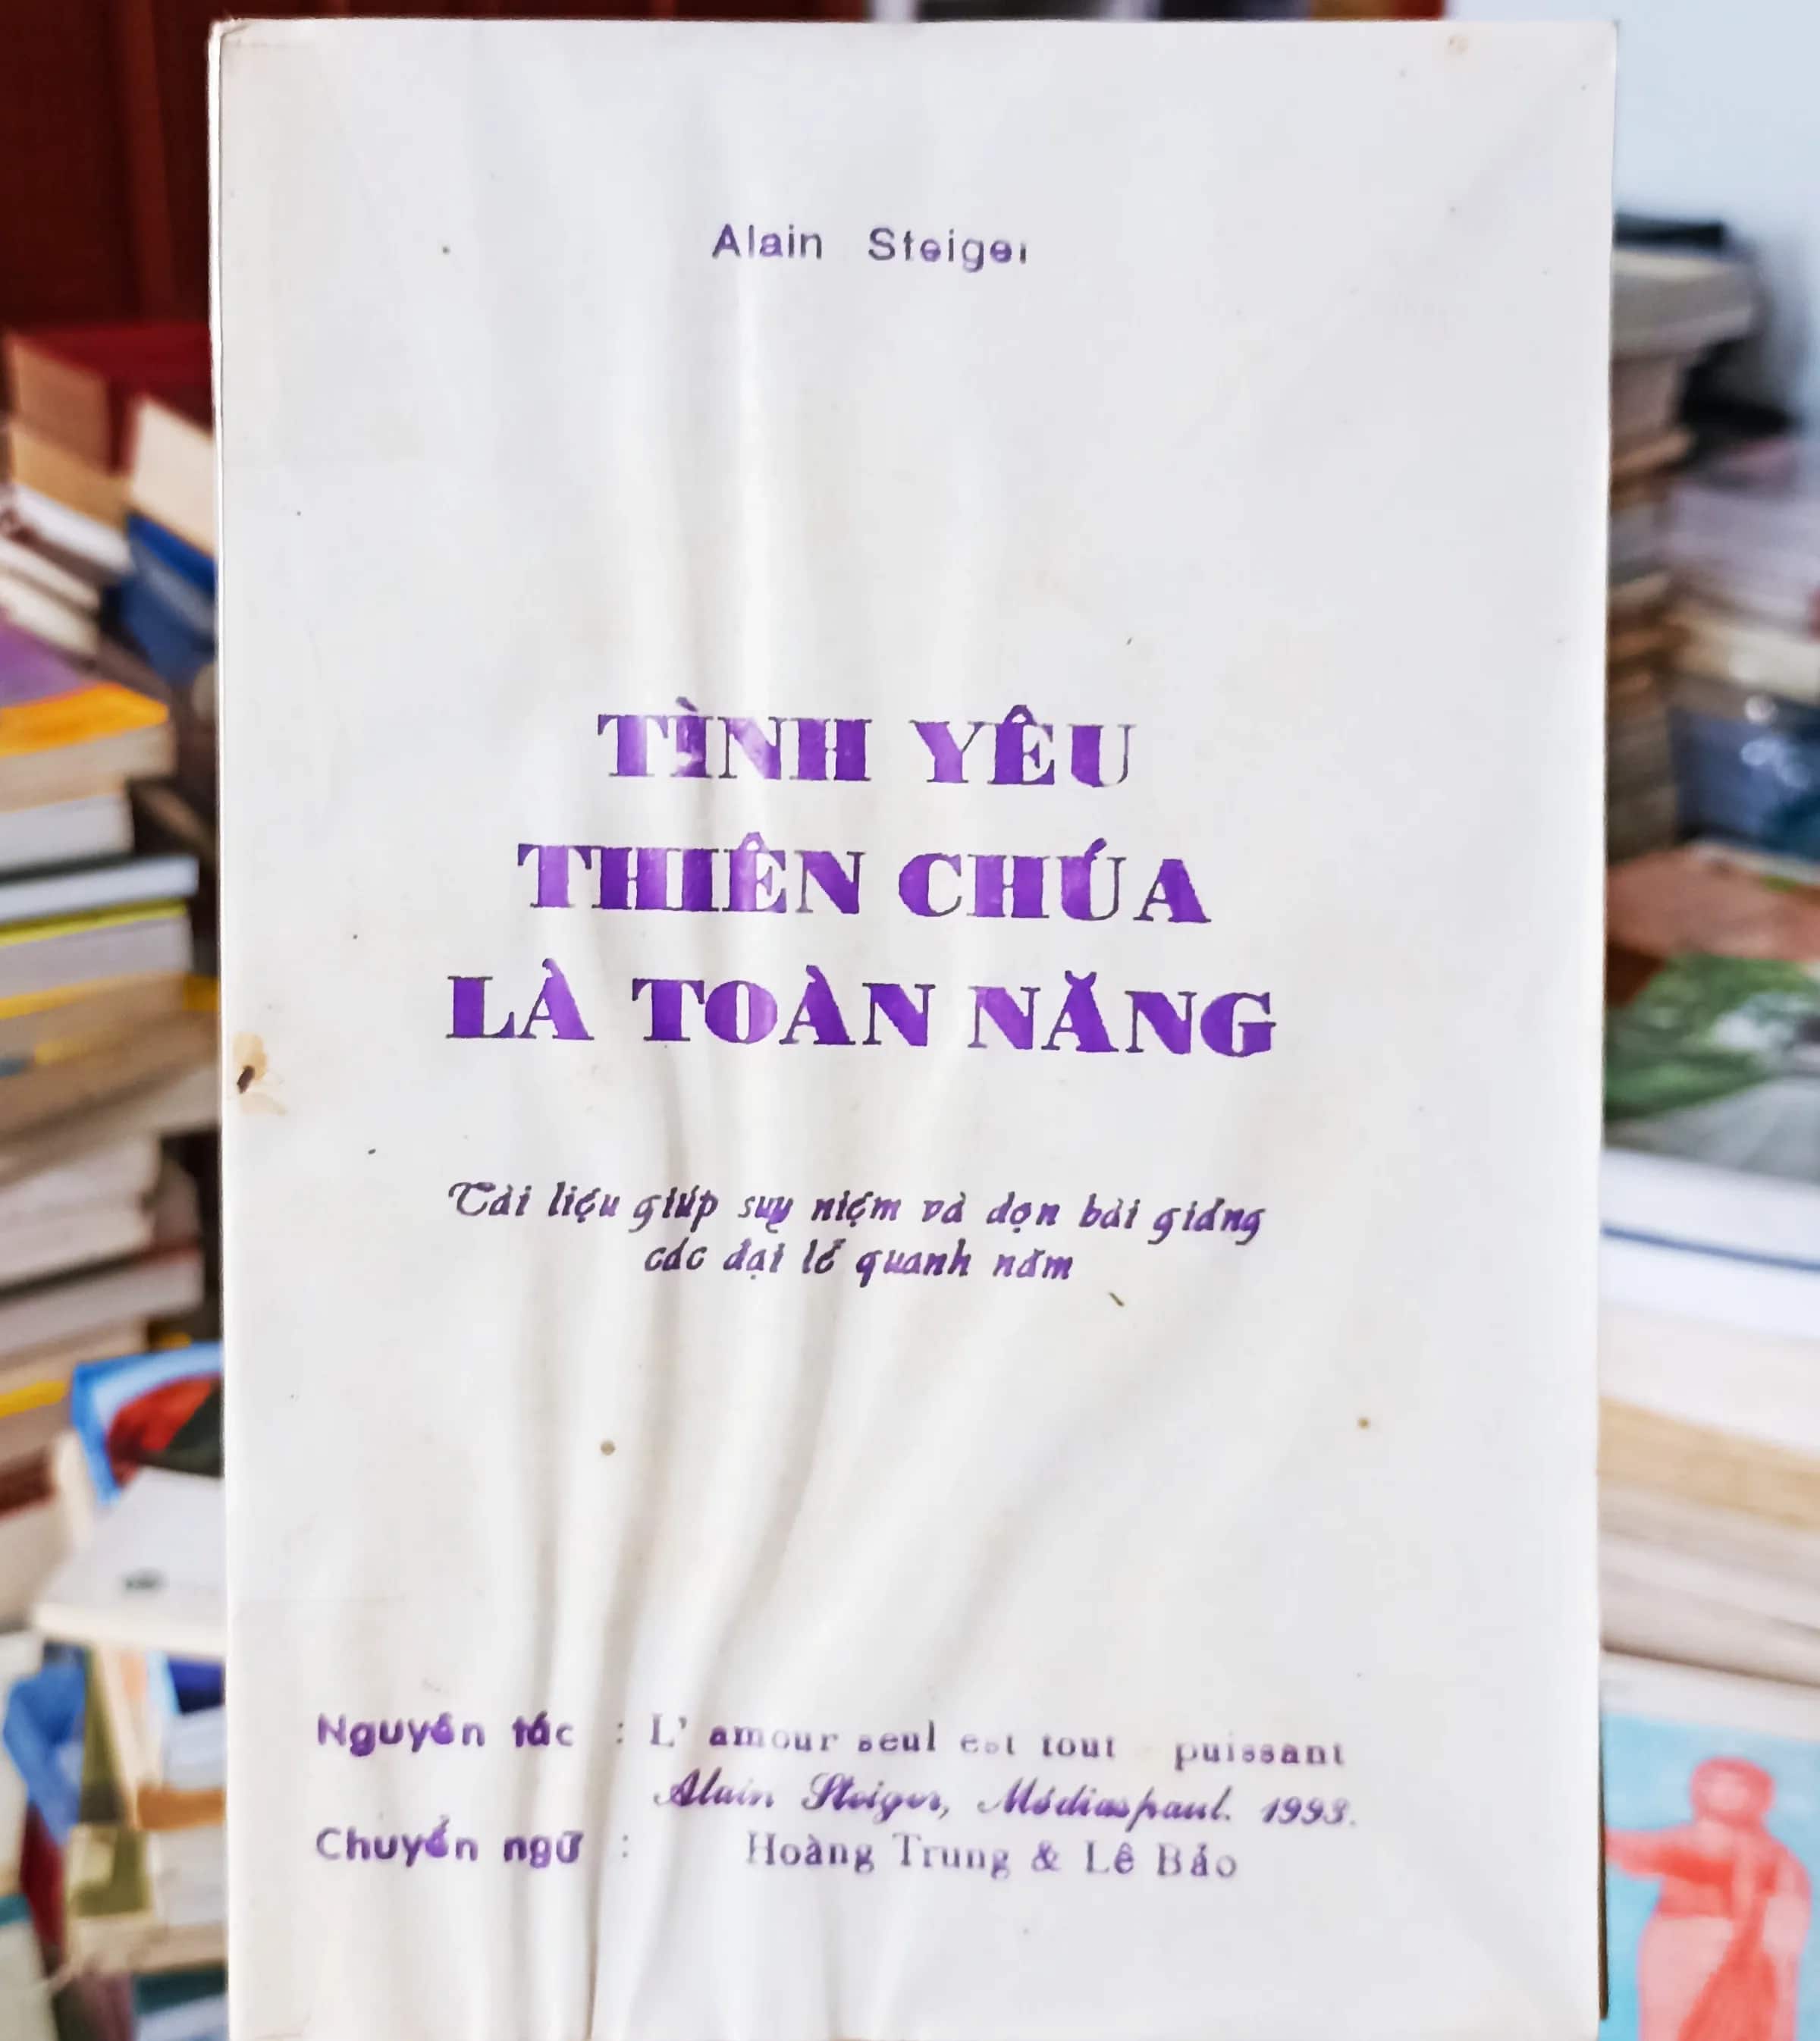 Alain Steiger
TÌNH YÊU
THIÊN CHÚA
LÀ TOÀN NĂNG
Tài liệu giúp suy niệm và dọn bài giảng
các đại lễ quanh năm
Nguyên tác : L' amour seul est tout puissant
Alain Steiger, Médiaspaul. 1993.
Chuyển ngữ : Hoàng Trung & Lê Bảo